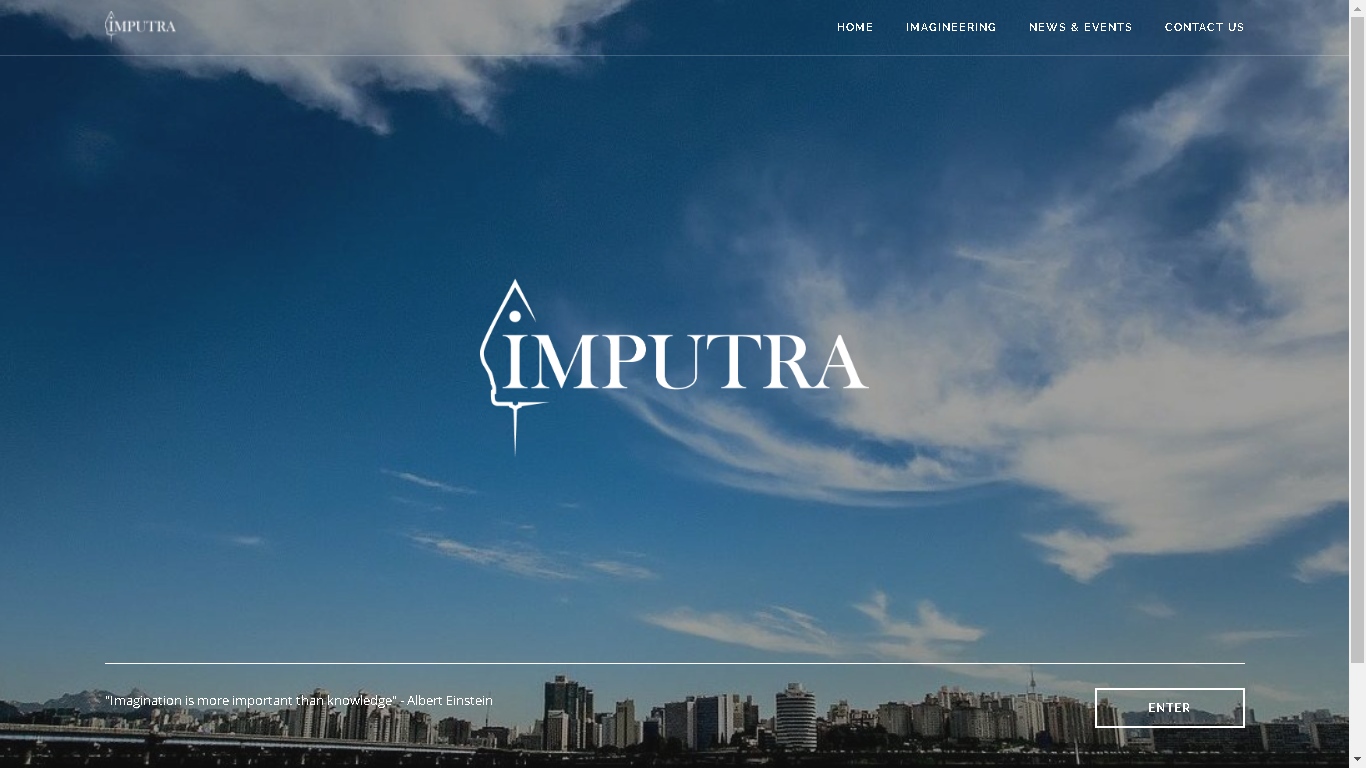 IMPUTRA
HOME IMAGINEERING NEWS & EVENTS CONTACT US
IMPUTRA
"Imagination is more important than knowledge" - Albert Einstein
ENTER